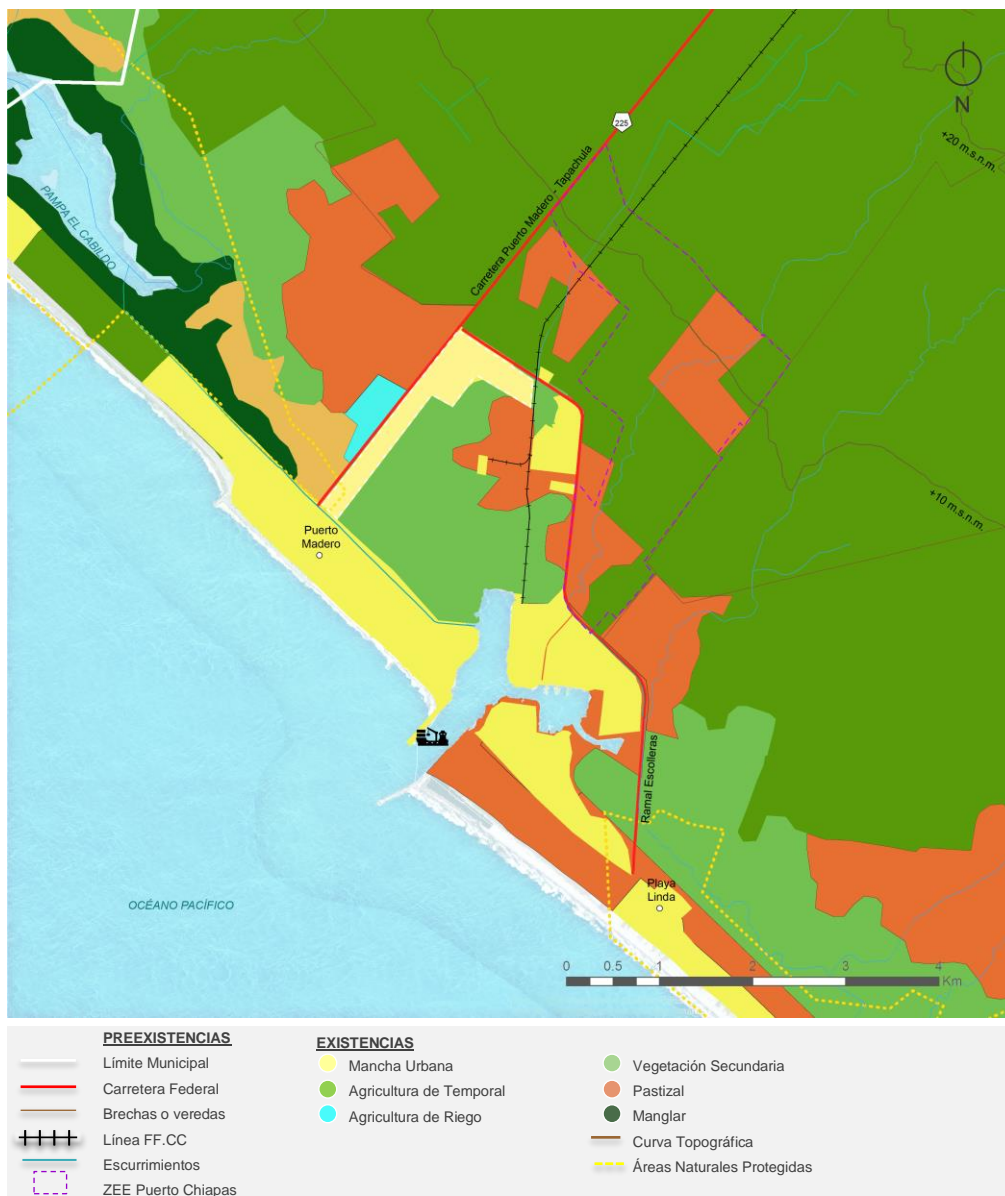 N
225
+20 m.s.n.m.
Carretera Puerto Madero - Tapachula
PAMPA EL CABILDO
+10 m.s.n.m.
Puerto
Madero
Ramal Escolleras
Playa
Linda
OCÉANO PACÍFICO
0 0.5 1 2 3 4
Km
PREEXISTENCIAS
Límite Municipal
Carretera Federal
Brechas o veredas
Línea FF.CC
Escurrimientos
ZEE Puerto Chiapas
EXISTENCIAS
Mancha Urbana
Agricultura de Temporal
Agricultura de Riego
Vegetación Secundaria
Pastizal
Manglar
Curva Topográfica
Áreas Naturales Protegidas